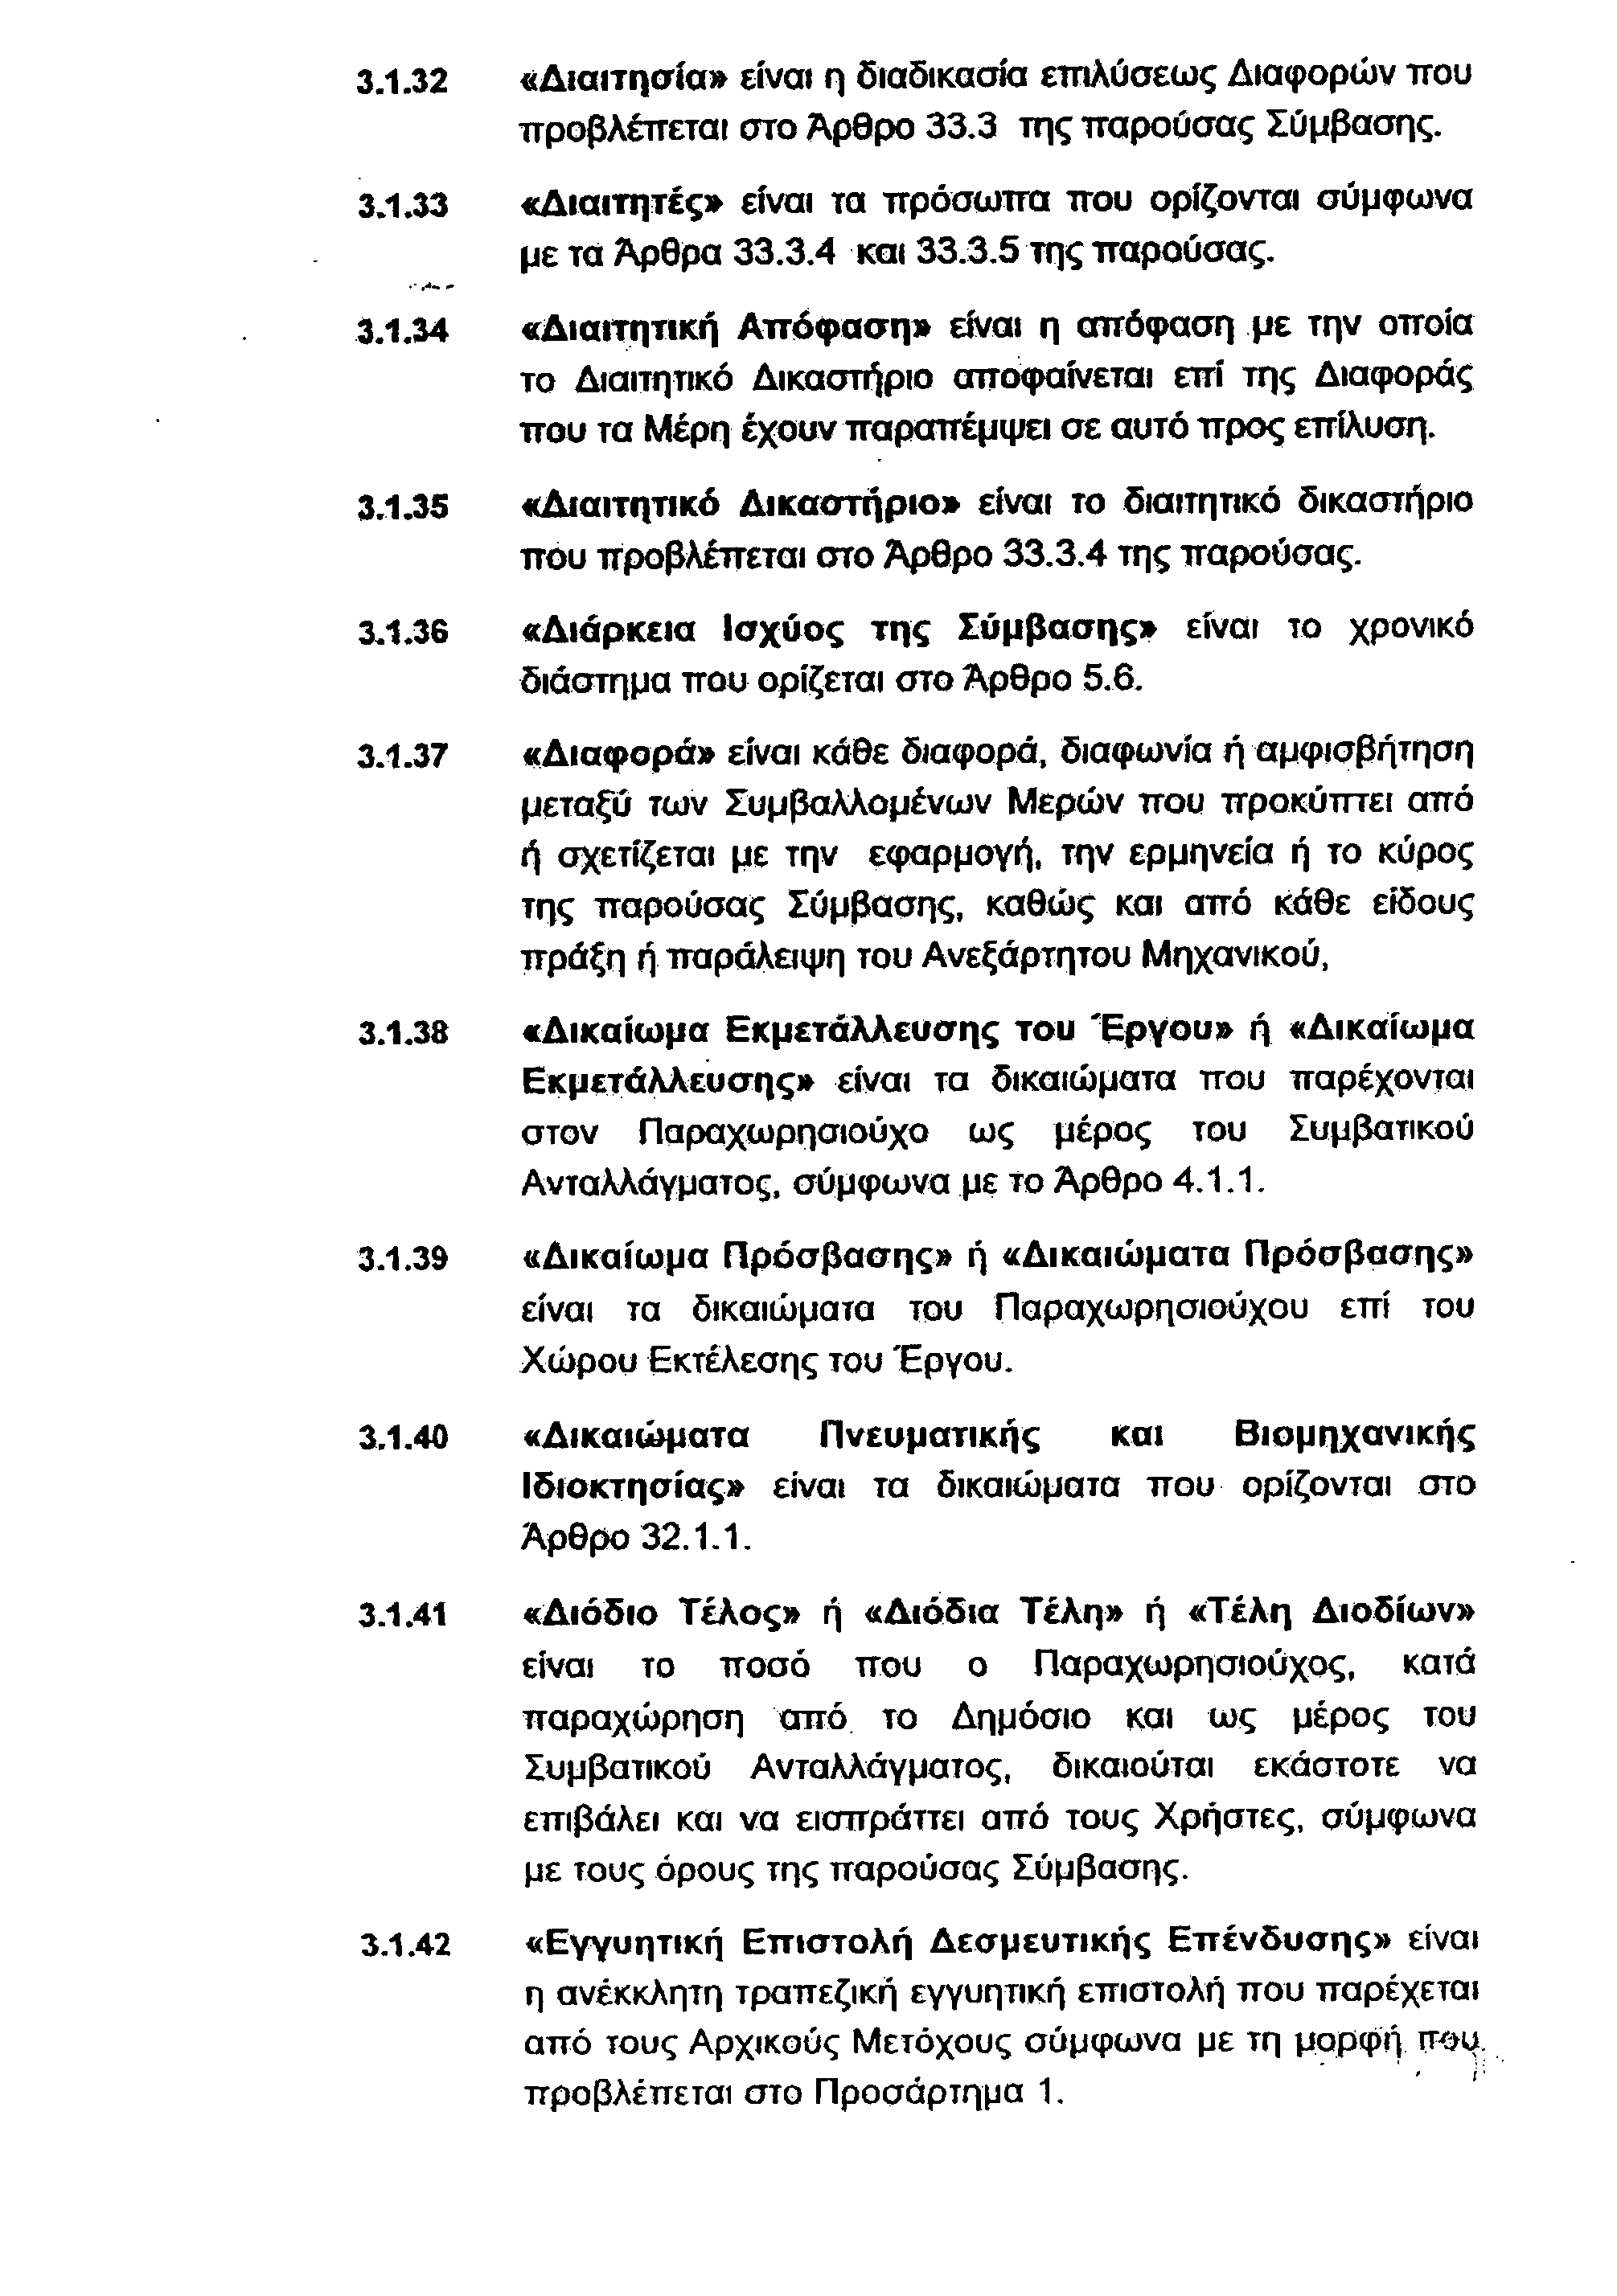 3.1.32 «Διαιτησία» είναι η διαδικασία επιλύσεως Διαφορών που
προβλέπεται στο Άρθρο 33.3 της παρούσας Σύμβασης.
3.1.33 «Διαιτητές» είναι τα πρόσωπα που ορίζονται σύμφωνα
με τα Άρθρα 33.3.4 και 33.3.5 της παρούσας.
3.1.34 «Διαιτητική Απόφαση» είναι η απόφαση με την οποία
το Διαιτητικό Δικαστήριο αποφαίνεται επί της Διαφοράς
που τα Μέρη έχουν παραπέμψει σε αυτό προς επίλυση.
3.1.35 «Διαιτητικό Δικαστήριο» είναι το διαιτητικό δικαστήριο
που προβλέπεται στο Άρθρο 33.3.4 της παρούσας.
3.1.36 «Διάρκεια Ισχύος της Σύμβασης» είναι το χρονικό
διάστημα που ορίζεται στο Άρθρο 5.6.
3.1.37 «Διαφορά» είναι κάθε διαφορά, διαφωνία ή αμφισβήτηση
μεταξύ των Συμβαλλομένων Μερών που προκύπτει από
ή σχετίζεται με την εφαρμογή, την ερμηνεία ή το κύρος
της παρούσας Σύμβασης, καθώς και από κάθε είδους
πράξη ή παράλειψη του Ανεξάρτητου Μηχανικού,
3.1.38 «Δικαίωμα Εκμετάλλευσης του Έργου» ή «Δικαίωμα
Εκμετάλλευσης» είναι τα δικαιώματα που παρέχονται
στον Παραχωρησιούχο ως μέρος του Συμβατικού
Ανταλλάγματος, σύμφωνα με το Άρθρο 4.1.1.
3.1.39 «Δικαίωμα Πρόσβασης» ή «Δικαιώματα Πρόσβασης»
είναι τα δικαιώματα του Παραχωρησιούχου επί του
Χώρου Εκτέλεσης του Έργου.
3.1.40 «Δικαιώματα Πνευματικής και Βιομηχανικής
Ιδιοκτησίας» είναι τα δικαιώματα που ορίζονται στο
Άρθρο 32.1.1.
3.1.41 «Διόδιο Τέλος» ή «Διόδια Τέλη» ή «Τέλη Διοδίων»
είναι το ποσό που ο Παραχωρησιούχος, κατά
παραχώρηση από το Δημόσιο και ως μέρος του
Συμβατικού Ανταλλάγματος, δικαιούται εκάστοτε να
επιβάλει και να εισπράττει από τους Χρήστες, σύμφωνα
με τους όρους της παρούσας Σύμβασης.
3.1.42 «Εγγυητική Επιστολή Δεσμευτικής Επένδυσης» είναι
η ανέκκλητη τραπεζική εγγυητική επιστολή που παρέχεται
από τους Αρχικούς Μετόχους σύμφωνα με τη μορφή που
προβλέπεται στο Προσάρτημα 1.